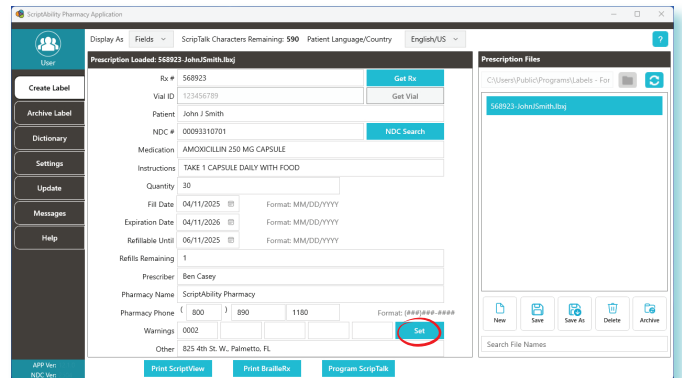 ScriptAbility Pharmacy Application
Display As Fields ScripTalk Characters Remaining: 590 Patient Language/Country English/US ?
User
Prescription Loaded: 568923-JohnJSmith.lbxj
Prescription Files
Rx # 568923 Get Rx
C:\Users\Public\Programs\Labels - For
Create Label
Vial ID 123456789 Get Vial
568923-JohnJSmith.lbxj
Archive Label
Patient John J Smith
NDC # 00093310701 NDC Search
Dictionary
Medication AMOXICILLIN 250 MG CAPSULE
Settings
Instructions TAKE 1 CAPSULE DAILY WITH FOOD
Update
Quantity 30
Fill Date 04/11/2025 Format: MM/DD/YYYY
Messages
Expiration Date 04/11/2026 Format: MM/DD/YYYY
Help
Refillable Until 06/11/2025 Format: MM/DD/YYYY
Refills Remaining 1
Prescriber Ben Casey
Pharmacy Name ScriptAbility Pharmacy
Pharmacy Phone ( 800 ) 890 1180 Format: (###)###-####
New Save Save As Delete Archive
Warnings 0002 Set
Search File Names
Other 825 4th St. W., Palmetto, FL
APP Ver:
NDC Ver:
Print ScriptView Print BrailleRx Program ScripTalk